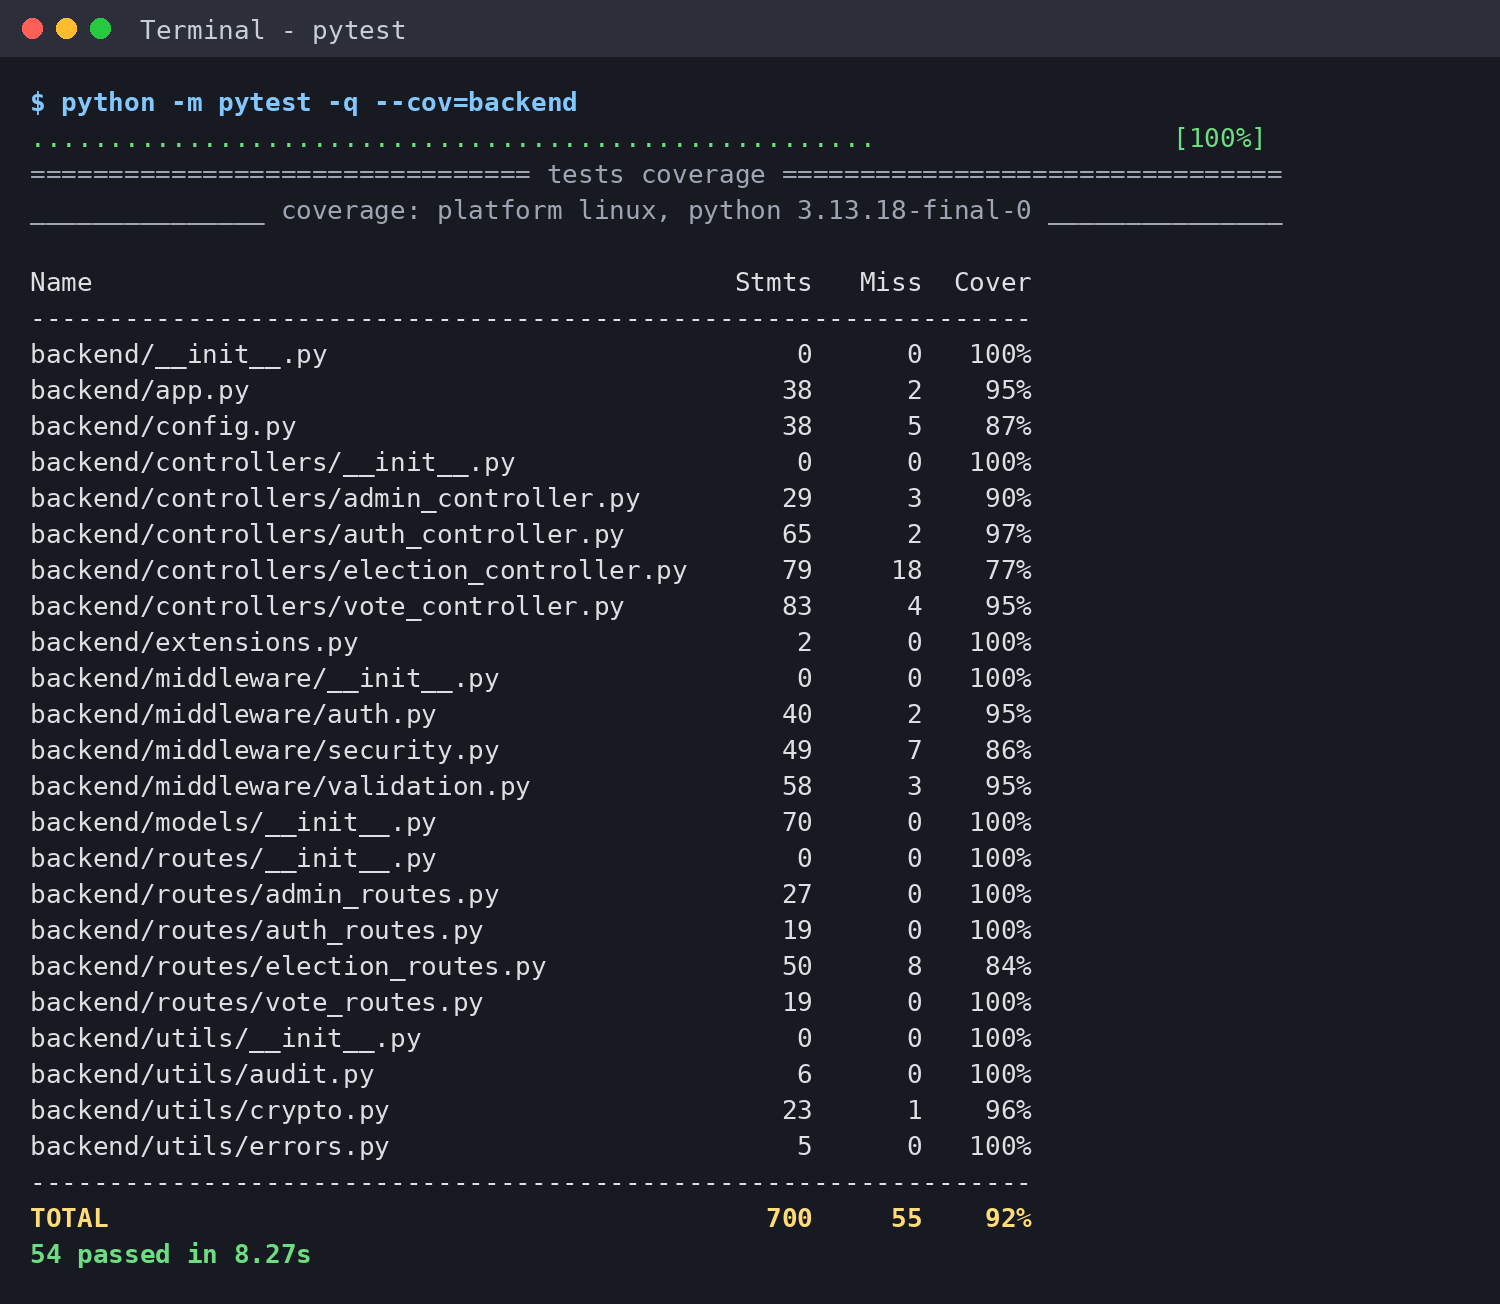 Terminal - pytest
$ python -m pytest -q --cov=backend
...................................................... [100%]
================================ tests coverage ================================
_______________ coverage: platform linux, python 3.13.18-final-0 _______________
Name Stmts Miss Cover
----------------------------------------------------------------
backend/__init__.py 0 0 100%
backend/app.py 38 2 95%
backend/config.py 38 5 87%
backend/controllers/__init__.py 0 0 100%
backend/controllers/admin_controller.py 29 3 90%
backend/controllers/auth_controller.py 65 2 97%
backend/controllers/election_controller.py 79 18 77%
backend/controllers/vote_controller.py 83 4 95%
backend/extensions.py 2 0 100%
backend/middleware/__init__.py 0 0 100%
backend/middleware/auth.py 40 2 95%
backend/middleware/security.py 49 7 86%
backend/middleware/validation.py 58 3 95%
backend/models/__init__.py 70 0 100%
backend/routes/__init__.py 0 0 100%
backend/routes/admin_routes.py 27 0 100%
backend/routes/auth_routes.py 19 0 100%
backend/routes/election_routes.py 50 8 84%
backend/routes/vote_routes.py 19 0 100%
backend/utils/__init__.py 0 0 100%
backend/utils/audit.py 6 0 100%
backend/utils/crypto.py 23 1 96%
backend/utils/errors.py 5 0 100%
----------------------------------------------------------------
TOTAL 700 55 92%
54 passed in 8.27s